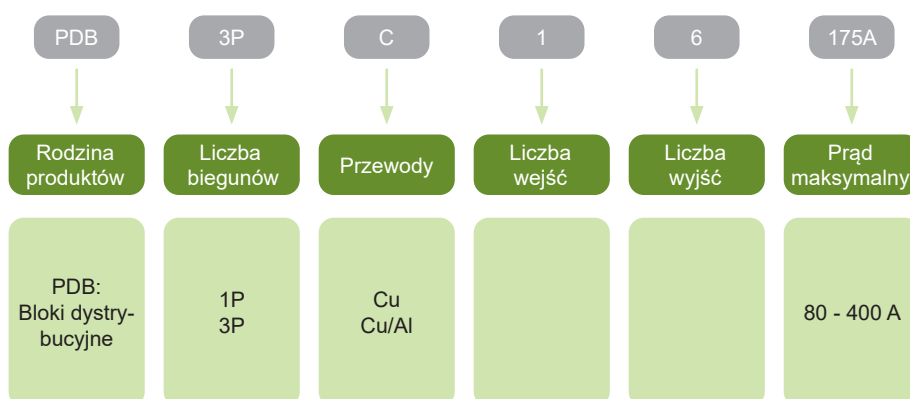 PDB
3P
C
1
6
175A
Rodzina
produktów
Liczba
biegunów
Przewody
Liczba
wejść
Liczba
wyjść
Prąd
maksymalny
PDB:
Bloki dystry-
bucyjne
1P
3P
Cu
Cu/Al
80 - 400 A